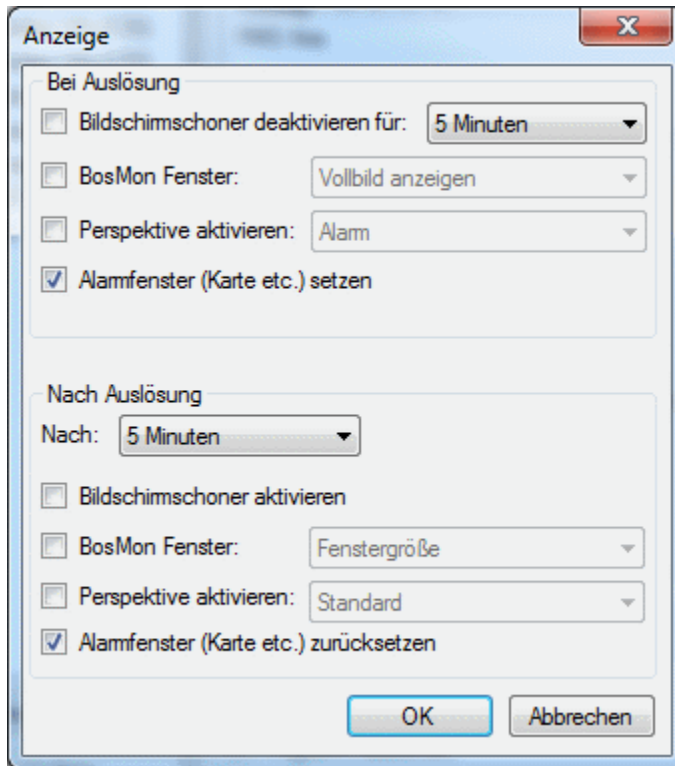 Anzeige
Bei Auslösung
Bildschirmschoner deaktivieren für: 5 Minuten
BosMon Fenster: Vollbild anzeigen
Perspektive aktivieren: Alarm
Alarmfenster (Karte etc.) setzen
Nach Auslösung
Nach: 5 Minuten
Bildschirmschoner aktivieren
BosMon Fenster: Fenstergröße
Perspektive aktivieren: Standard
Alarmfenster (Karte etc.) zurücksetzen
OK Abbrechen